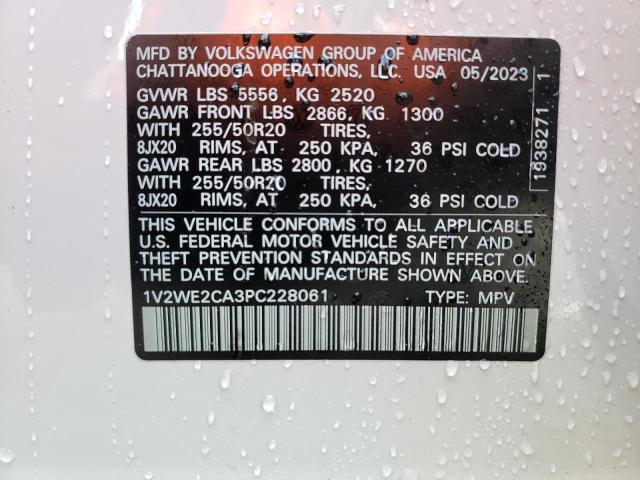 MFD BY VOLKSWAGEN GROUP OF AMERICA
CHATTANOOGA OPERATIONS, LLC. USA 05/2023
GVWR LBS 5556, KG 2520
GAWR FRONT LBS 2866, KG 1300
WITH 255/50R20 TIRES,
8JX20 RIMS, AT 250 KPA, 36 PSI COLD
GAWR REAR LBS 2800, KG 1270
WITH 255/50R20 TIRES,
8JX20 RIMS, AT 250 KPA, 36 PSI COLD
THIS VEHICLE CONFORMS TO ALL APPLICABLE
U.S. FEDERAL MOTOR VEHICLE SAFETY AND
THEFT PREVENTION STANDARDS IN EFFECT ON
THE DATE OF MANUFACTURE SHOWN ABOVE.
1V2WE2CA3PC228061 TYPE: MPV
1938271 1